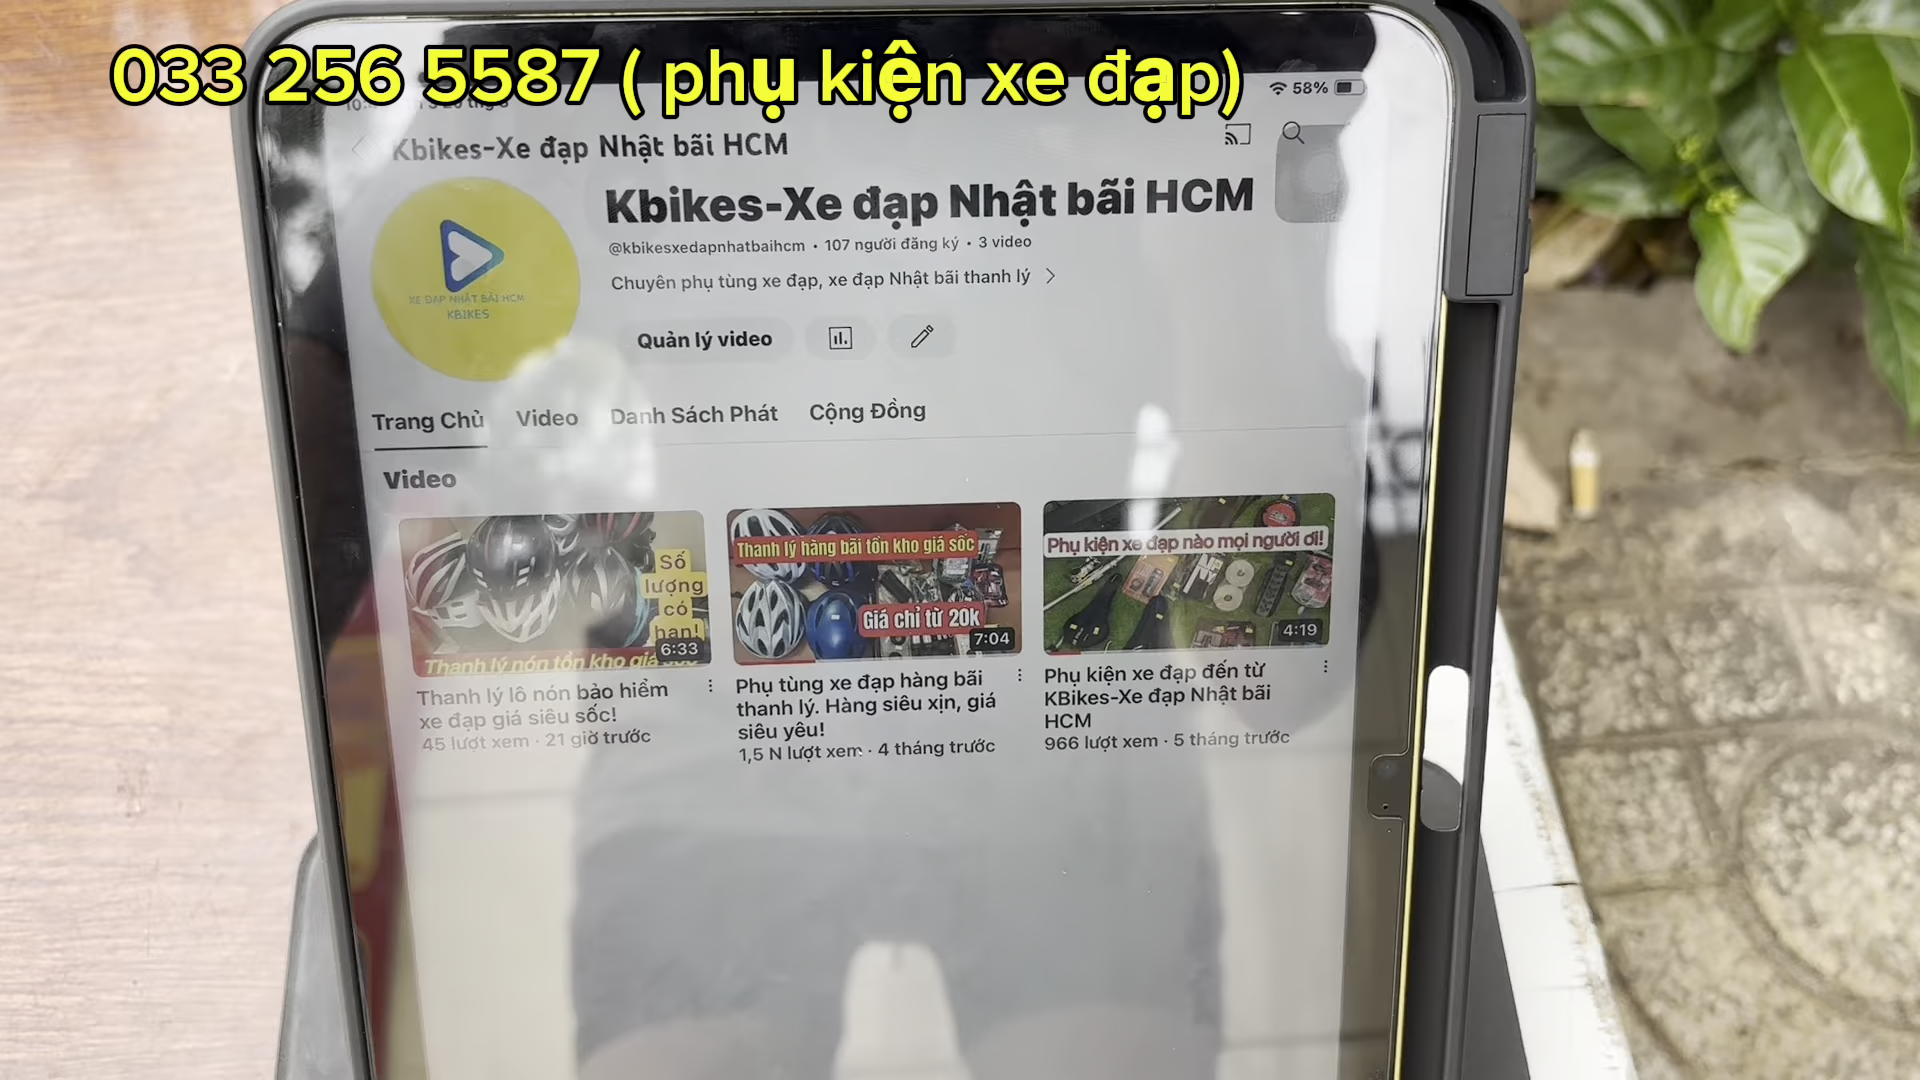 033 256 5587 ( phụ kiện xe đạp)
58%
Kbikes-Xe đạp Nhật bãi HCM
Kbikes-Xe đạp Nhật bãi HCM
@kbikesxedapnhatbaihcm • 107 người đăng ký • 3 video
Chuyên phụ tùng xe đạp, xe đạp Nhật bãi thanh lý
XE ĐẠP NHẬT BÃI HCM
KBIKES
Quản lý video
Trang Chủ Video Danh Sách Phát Cộng Đồng
Video
Số
lượng
có
hạn!
6:33
Thanh lý nón tồn kho giá
Thanh lý lô nón bảo hiểm
xe đạp giá siêu sốc!
45 lượt xem · 21 giờ trước
Thanh lý hàng bãi tồn kho giá sốc
Giá chỉ từ 20k
7:04
Phụ tùng xe đạp hàng bãi
thanh lý. Hàng siêu xịn, giá
siêu yêu!
1,5 N lượt xem · 4 tháng trước
Phụ kiện xe đạp nào mọi người ơi!
4:19
Phụ kiện xe đạp đến từ
KBikes-Xe đạp Nhật bãi
HCM
966 lượt xem · 5 tháng trước